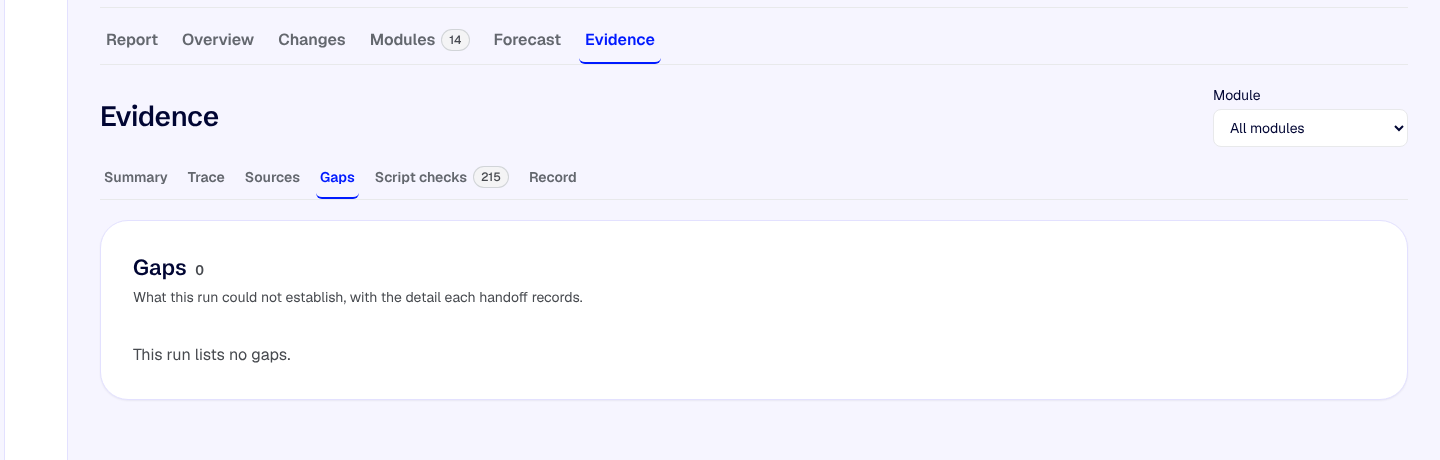 Report Overview Changes Modules 14 Forecast Evidence
Module
Evidence
All modules
Summary Trace Sources Gaps Script checks 215 Record
Gaps 0
What this run could not establish, with the detail each handoff records.
This run lists no gaps.